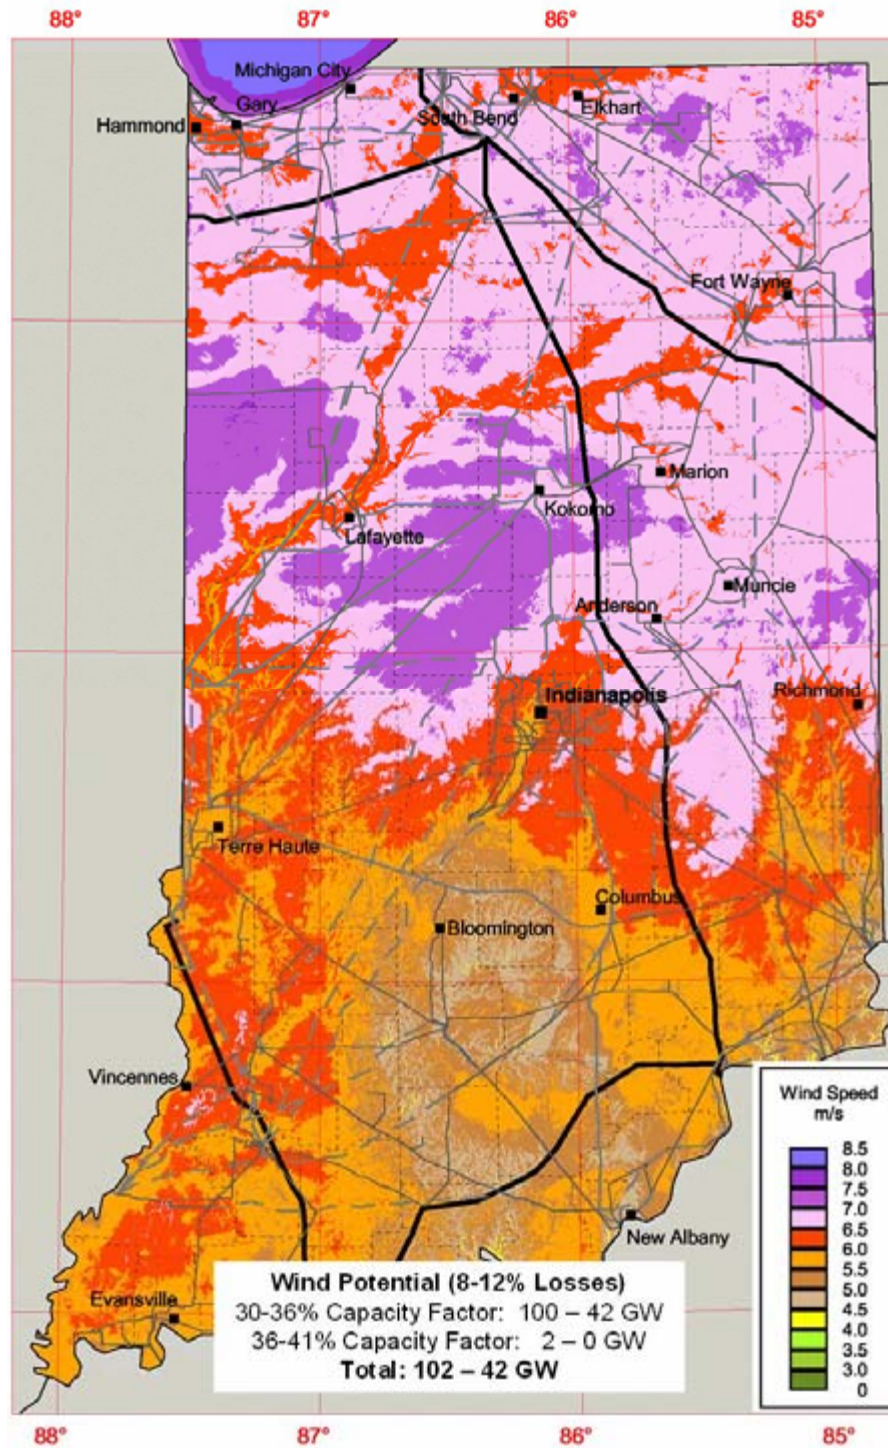 88° 87° 86° 85°
Michigan City
Gary
Elkhart
South Bend
Hammond
Fort Wayne
Marion
Kokomo
Lafayette
Muncie
Anderson
Richmond
Indianapolis
Terre Haute
Columbus
Bloomington
Vincennes
New Albany
Evansville
Wind Speed
m/s
8.5
8.0
7.5
7.0
6.5
6.0
5.5
5.0
4.5
4.0
3.5
3.0
0
Wind Potential (8-12% Losses)
30-36% Capacity Factor: 100 – 42 GW
36-41% Capacity Factor: 2 – 0 GW
Total: 102 – 42 GW
88° 87° 86° 85°